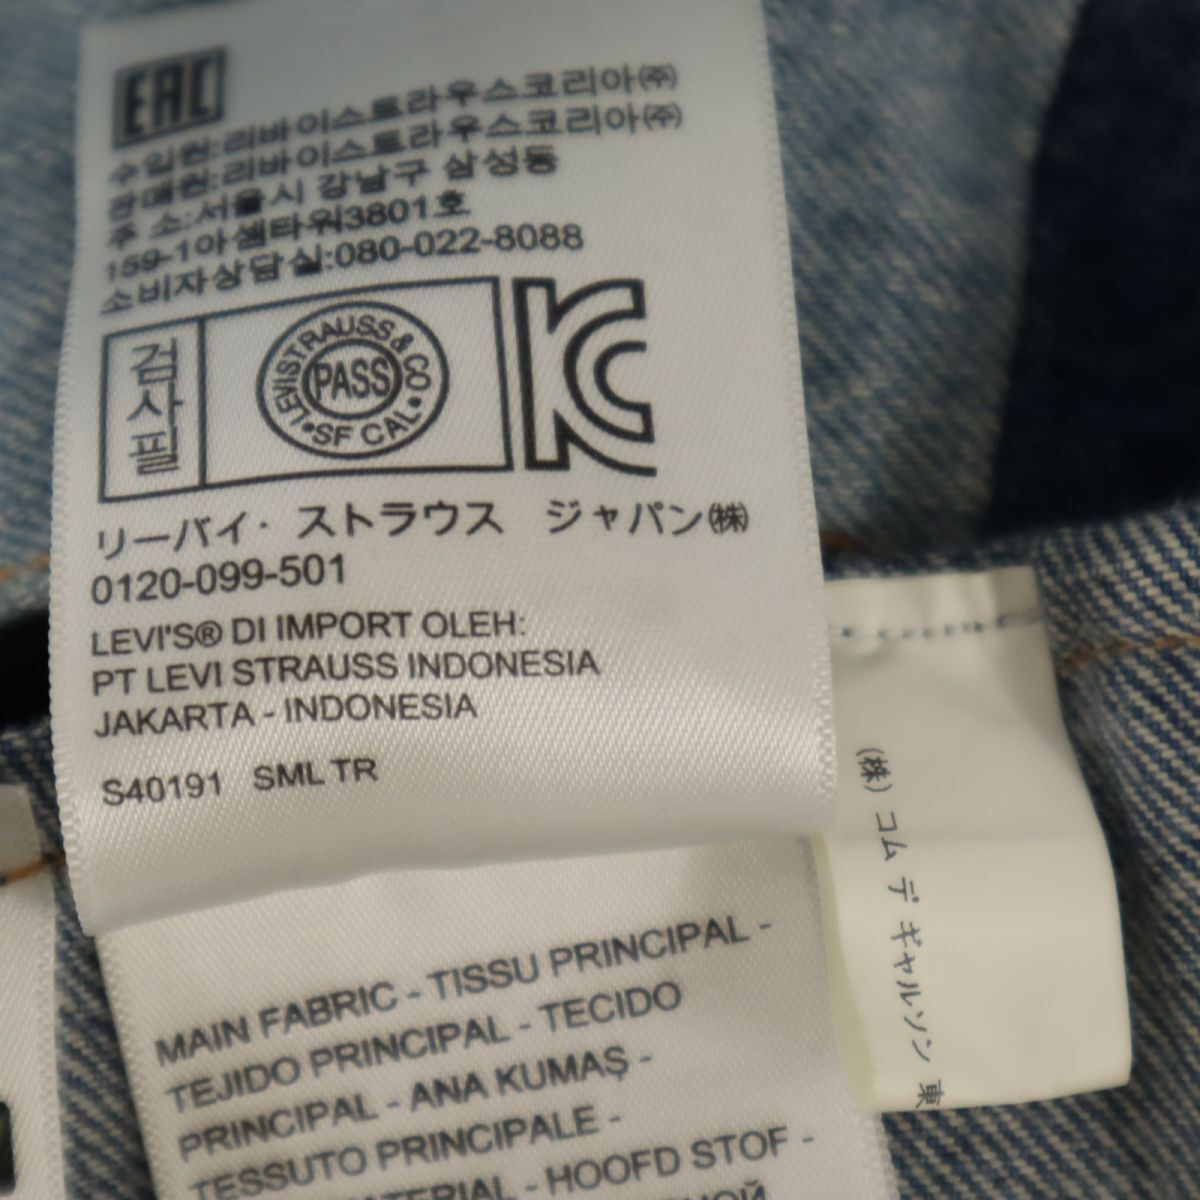 EAC
수입원:리바이스트라우스코리아㈜
판매원:리바이스트라우스코리아㈜
주 소:서울시 강남구 삼성동
159-1아셈타워3801호
소비자상담실:080-022-8088
검사필
LEVI STRAUSS & CO
PASS
SF CAL
KC
リーバイ・ストラウス ジャパン㈱
0120-099-501
LEVI'S® DI IMPORT OLEH:
PT LEVI STRAUSS INDONESIA
JAKARTA - INDONESIA
S40191 SML TR
MAIN FABRIC - TISSU PRINCIPAL -
TEJIDO PRINCIPAL - TECIDO
PRINCIPAL - ANA KUMAŞ -
TESSUTO PRINCIPALE -
MATERIAL - HOOFD STOF -
(株) コム デ ギャルソン 東